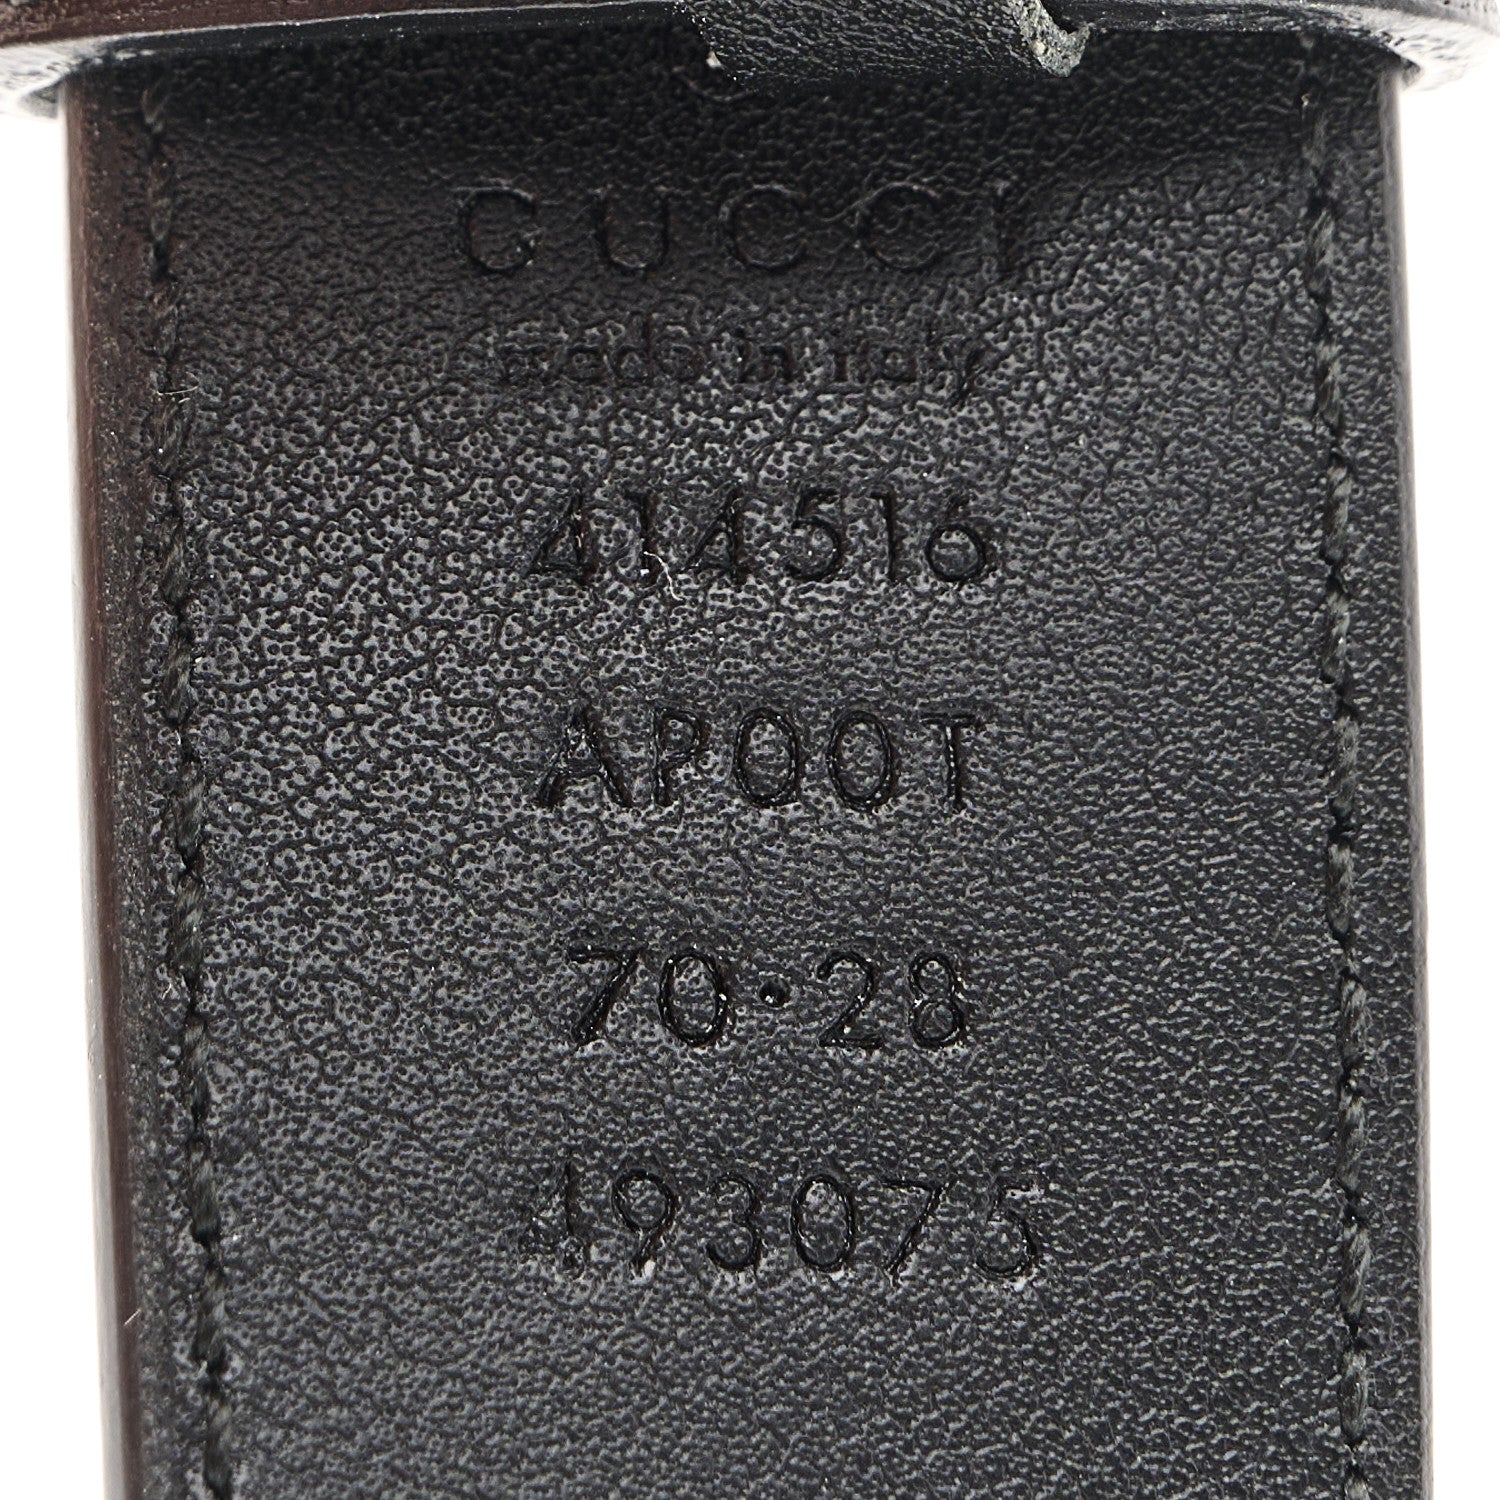 GUCCI
made in italy
414516
AP00T
70·28
493075